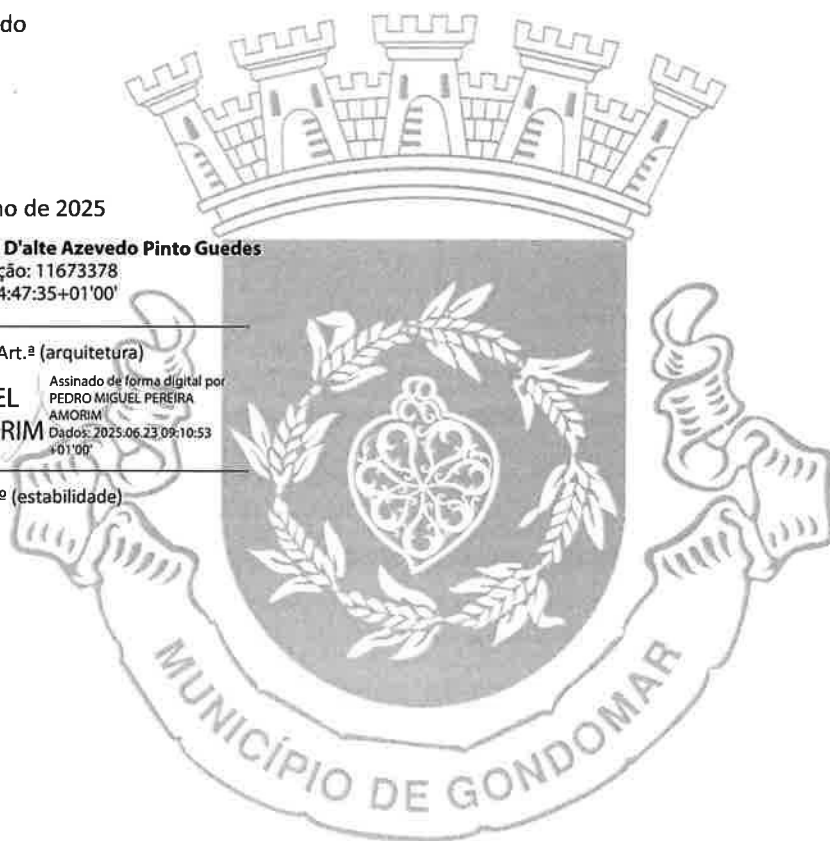 do
ho de 2025
D'alte Azevedo Pinto Guedes
ção: 11673378
4:47:35+01'00'
Art.ª (arquitetura)
EL
RIM
Assinado de forma digital por
PEDRO MIGUEL PEREIRA
AMORIM
Dados: 2025.06.23 09:10:53
+01'00'
º (estabilidade)
MUNICÍPIO DE GONDOMAR